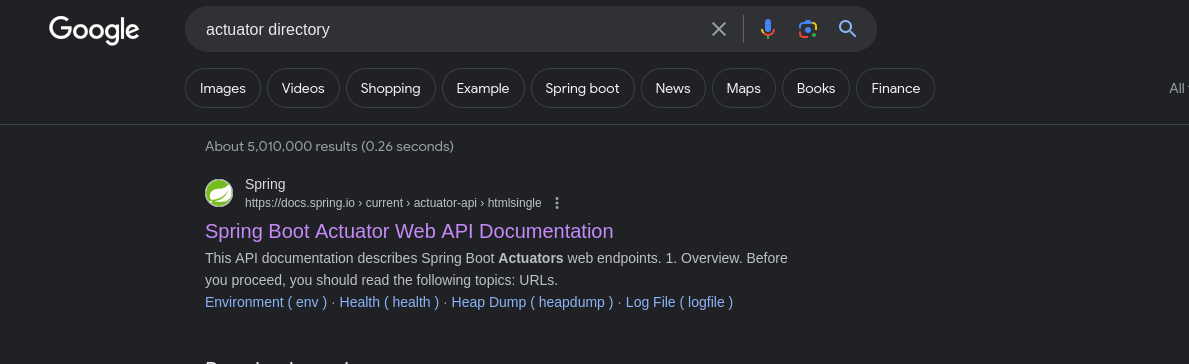 Google
actuator directory
Images Videos Shopping Example Spring boot News Maps Books Finance All
About 5,010,000 results (0.26 seconds)
Spring
https://docs.spring.io › current › actuator-api › htmlsingle
Spring Boot Actuator Web API Documentation
This API documentation describes Spring Boot Actuators web endpoints. 1. Overview. Before
you proceed, you should read the following topics: URLs.
Environment ( env ) · Health ( health ) · Heap Dump ( heapdump ) · Log File ( logfile )